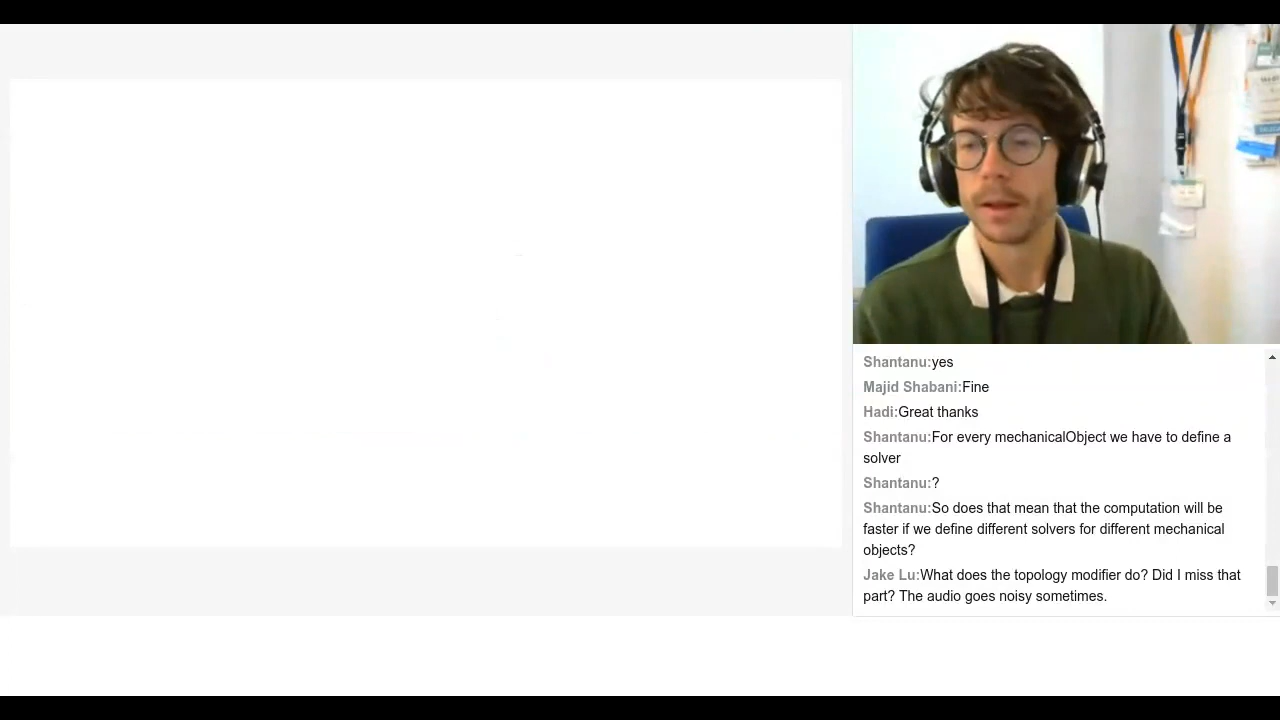 Shantanu:yes
Majid Shabani:Fine
Hadi:Great thanks
Shantanu:For every mechanicalObject we have to define a
solver
Shantanu:?
Shantanu:So does that mean that the computation will be
faster if we define different solvers for different mechanical
objects?
Jake Lu:What does the topology modifier do? Did I miss that
part? The audio goes noisy sometimes.